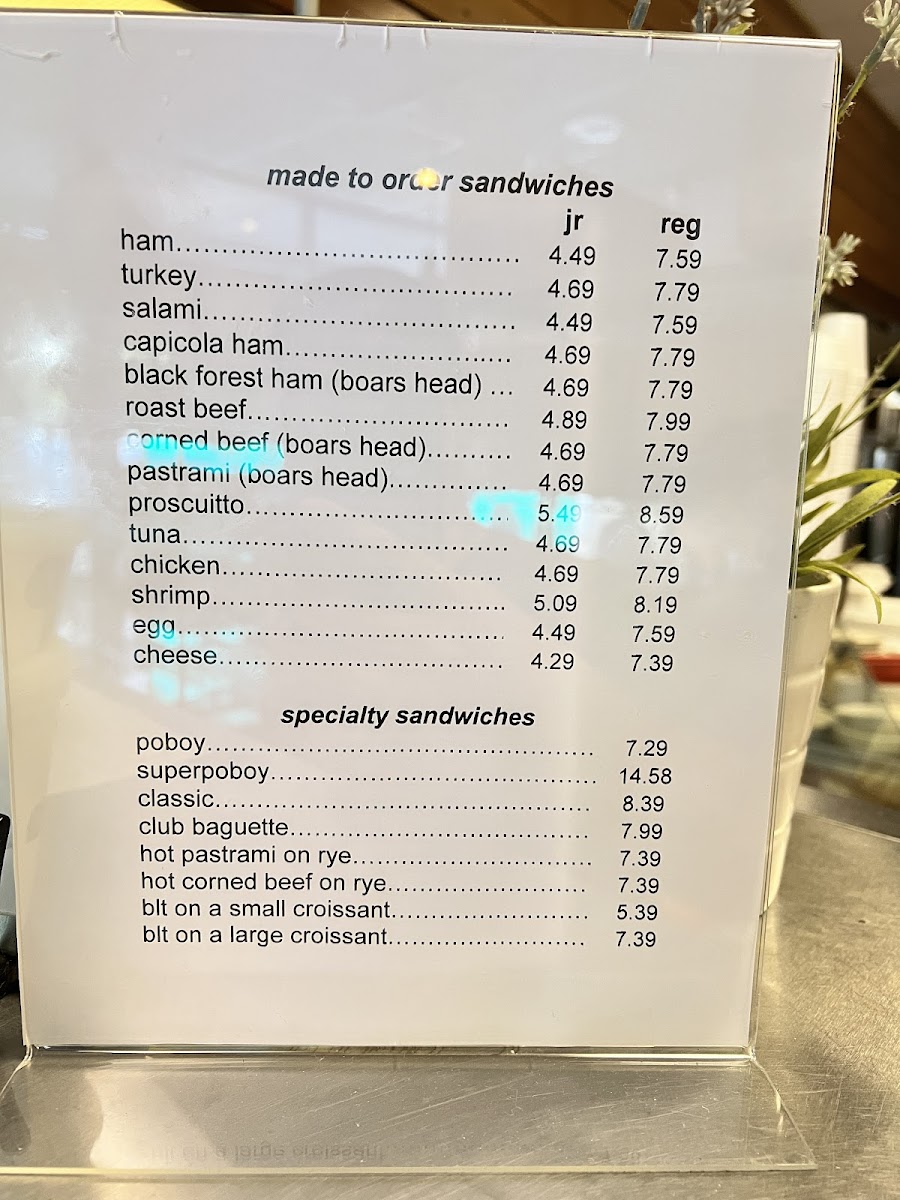 made to order sandwiches
jr reg
ham.................................... 4.49 7.59
turkey................................. 4.69 7.79
salami................................. 4.49 7.59
capicola ham........................ 4.69 7.79
black forest ham (boars head) ... 4.69 7.79
roast beef............................ 4.89 7.99
corned beef (boars head).......... 4.69 7.79
pastrami (boars head).............. 4.69 7.79
proscuitto............................. 5.49 8.59
tuna.................................... 4.69 7.79
chicken................................ 4.69 7.79
shrimp................................. 5.09 8.19
egg..................................... 4.49 7.59
cheese................................ 4.29 7.39
specialty sandwiches
poboy............................................. 7.29
superpoboy..................................... 14.58
classic........................................... 8.39
club baguette.................................. 7.99
hot pastrami on rye........................... 7.39
hot corned beef on rye....................... 7.39
blt on a small croissant....................... 5.39
blt on a large croissant....................... 7.39